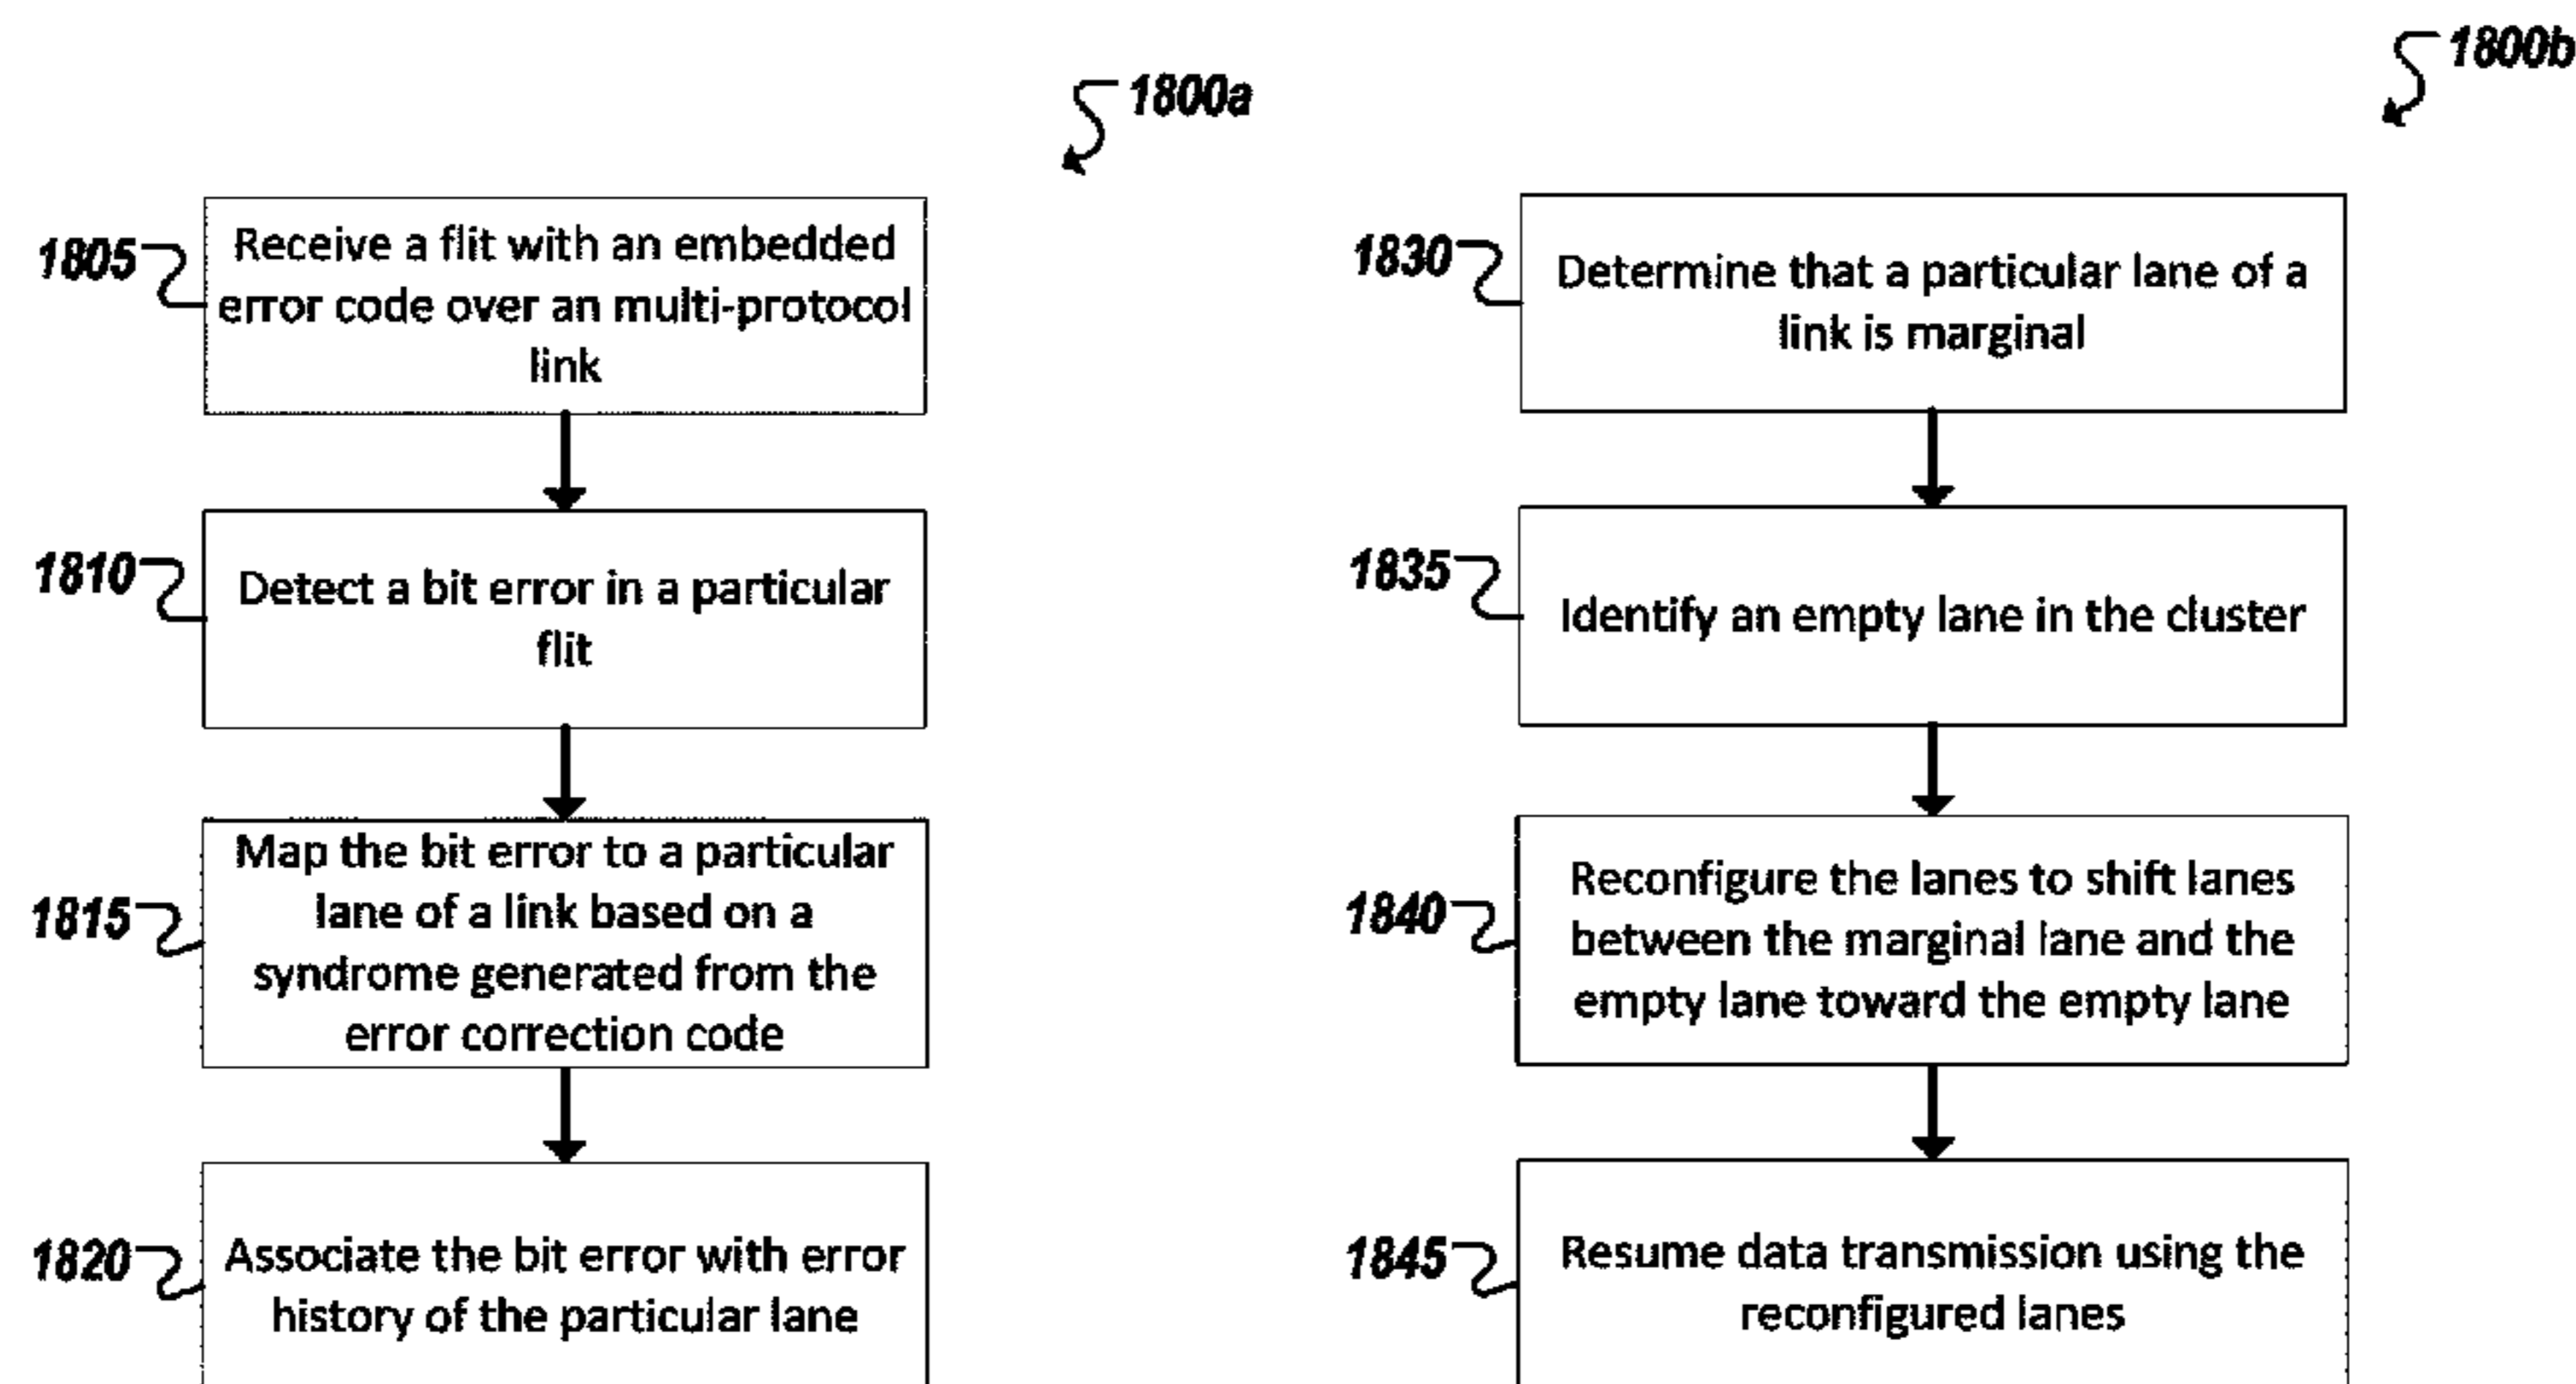 1800a
1805
Receive a flit with an embedded
error code over an multi-protocol
link
1810
Detect a bit error in a particular
flit
1815
Map the bit error to a particular
lane of a link based on a
syndrome generated from the
error correction code
1820
Associate the bit error with error
history of the particular lane
1800b
1830
Determine that a particular lane of a
link is marginal
1835
Identify an empty lane in the cluster
1840
Reconfigure the lanes to shift lanes
between the marginal lane and the
empty lane toward the empty lane
1845
Resume data transmission using the
reconfigured lanes